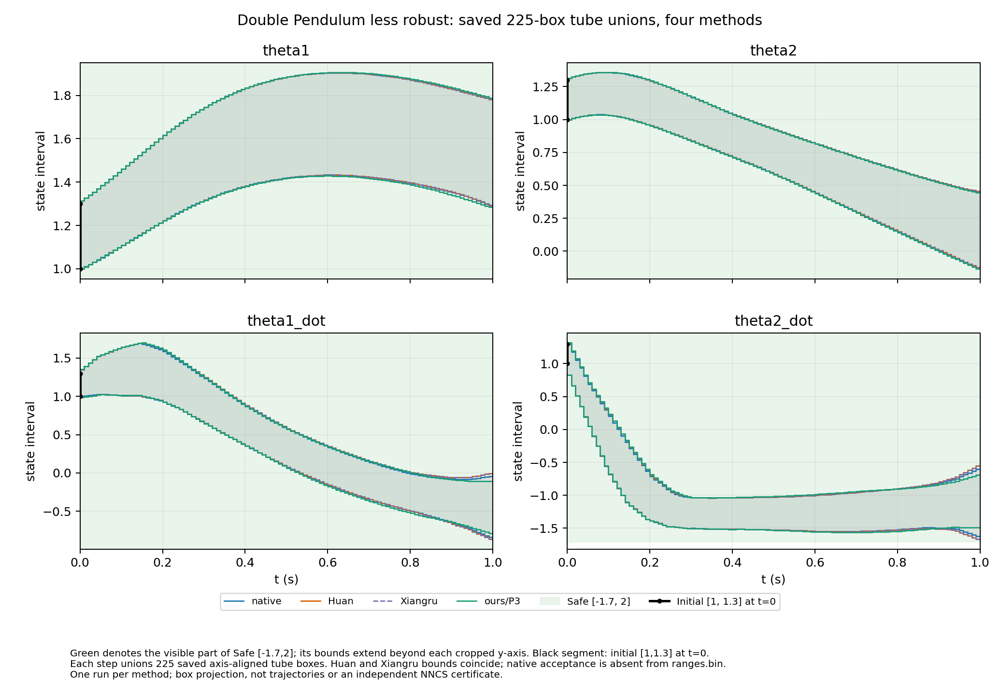 Double Pendulum less robust: saved 225-box tube unions, four methods
theta1
state interval
1.8
1.6
1.4
1.2
1.0
theta2
state interval
1.25
1.00
0.75
0.50
0.25
0.00
theta1_dot
state interval
1.5
1.0
0.5
0.0
−0.5
0.0 0.2 0.4 0.6 0.8 1.0
t (s)
theta2_dot
state interval
1.0
0.5
0.0
−0.5
−1.0
−1.5
0.0 0.2 0.4 0.6 0.8 1.0
t (s)
native Huan Xiangru ours/P3 Safe [-1.7, 2] Initial [1, 1.3] at t=0
Green denotes the visible part of Safe [-1.7,2]; its bounds extend beyond each cropped y-axis. Black segment: initial [1,1.3] at t=0.
Each step unions 225 saved axis-aligned tube boxes. Huan and Xiangru bounds coincide; native acceptance is absent from ranges.bin.
One run per method; box projection, not trajectories or an independent NNCS certificate.